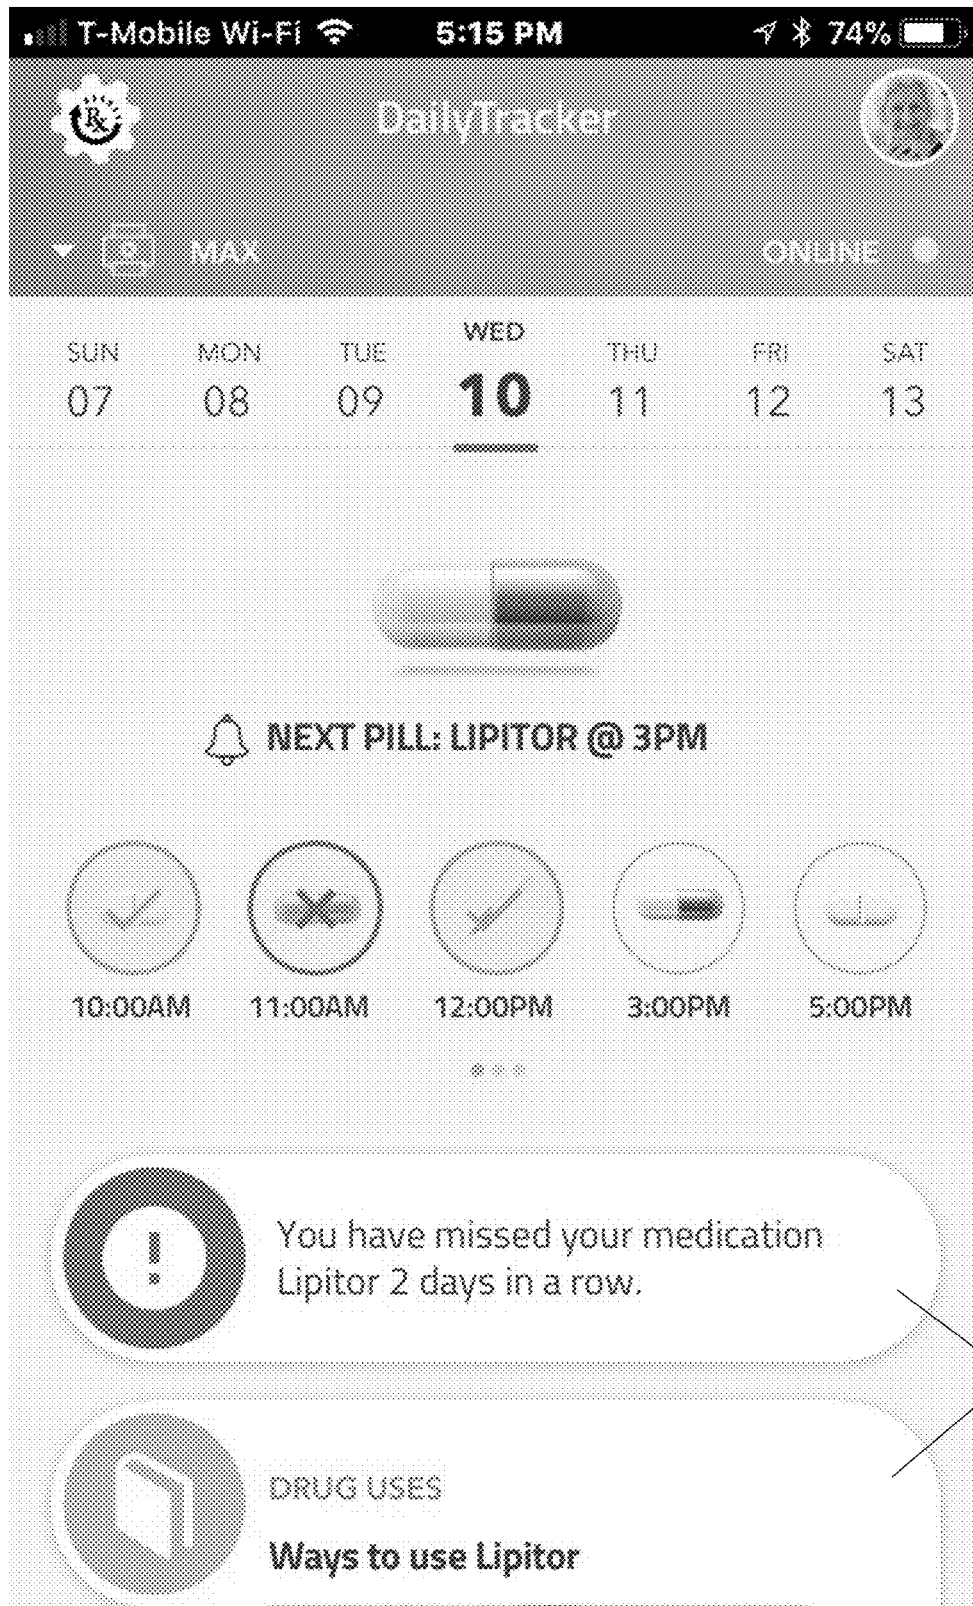 T-Mobile Wi-Fi 5:15 PM 74%
Rx DailyTracker
9 MAX ONLINE
SUN MON TUE WED THU FRI SAT
07 08 09 10 11 12 13
NEXT PILL: LIPITOR @ 3PM
10:00AM 11:00AM 12:00PM 3:00PM 5:00PM
!
You have missed your medication
Lipitor 2 days in a row.
DRUG USES
Ways to use Lipitor